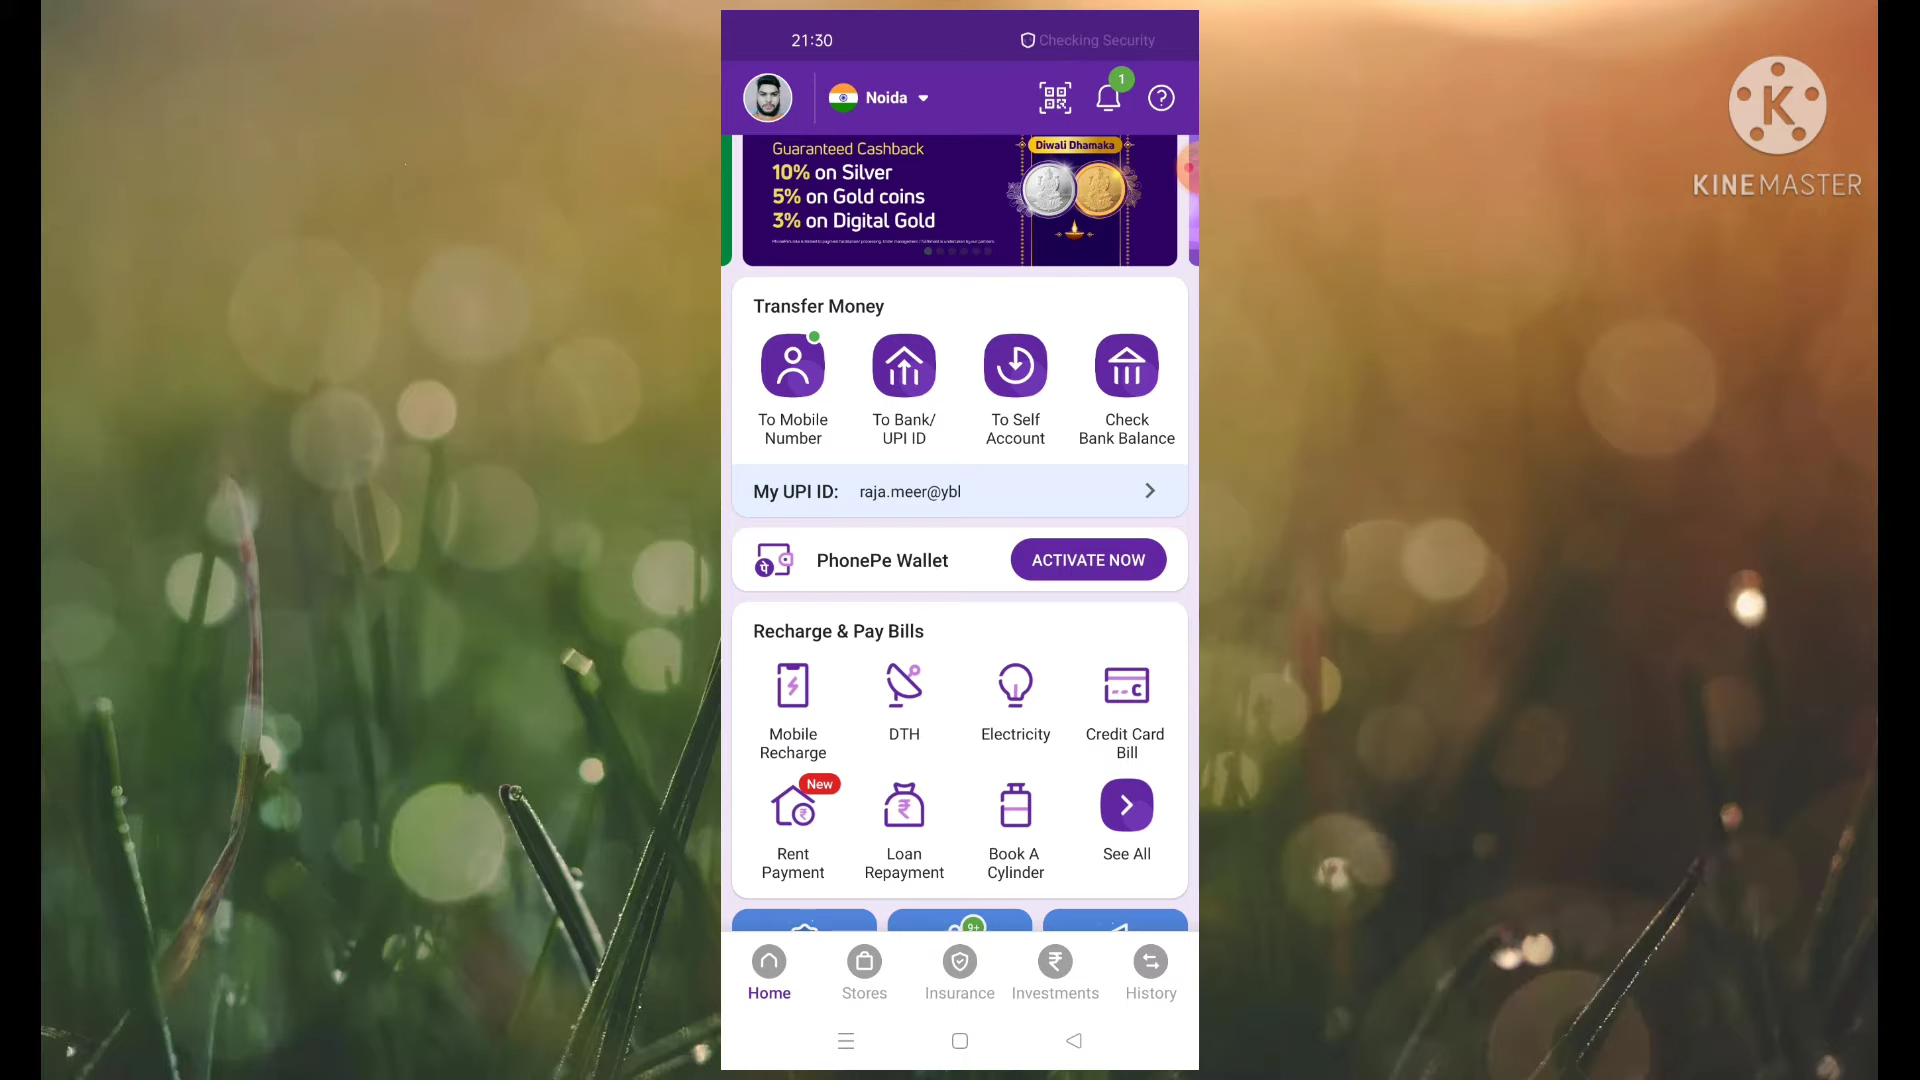 21:30
Checking Security
Noida
1
Guaranteed Cashback
10% on Silver
5% on Gold coins
3% on Digital Gold
Diwali Dhamaka
Transfer Money
To Mobile
Number
To Bank/
UPI ID
To Self
Account
Check
Bank Balance
My UPI ID: raja.meer@ybl
पे
PhonePe Wallet
ACTIVATE NOW
Recharge & Pay Bills
Mobile
Recharge
DTH
Electricity
Credit Card
Bill
New
Rent
Payment
Loan
Repayment
Book A
Cylinder
See All
9+
Home
Stores
Insurance
Investments
History
K
KINEMASTER